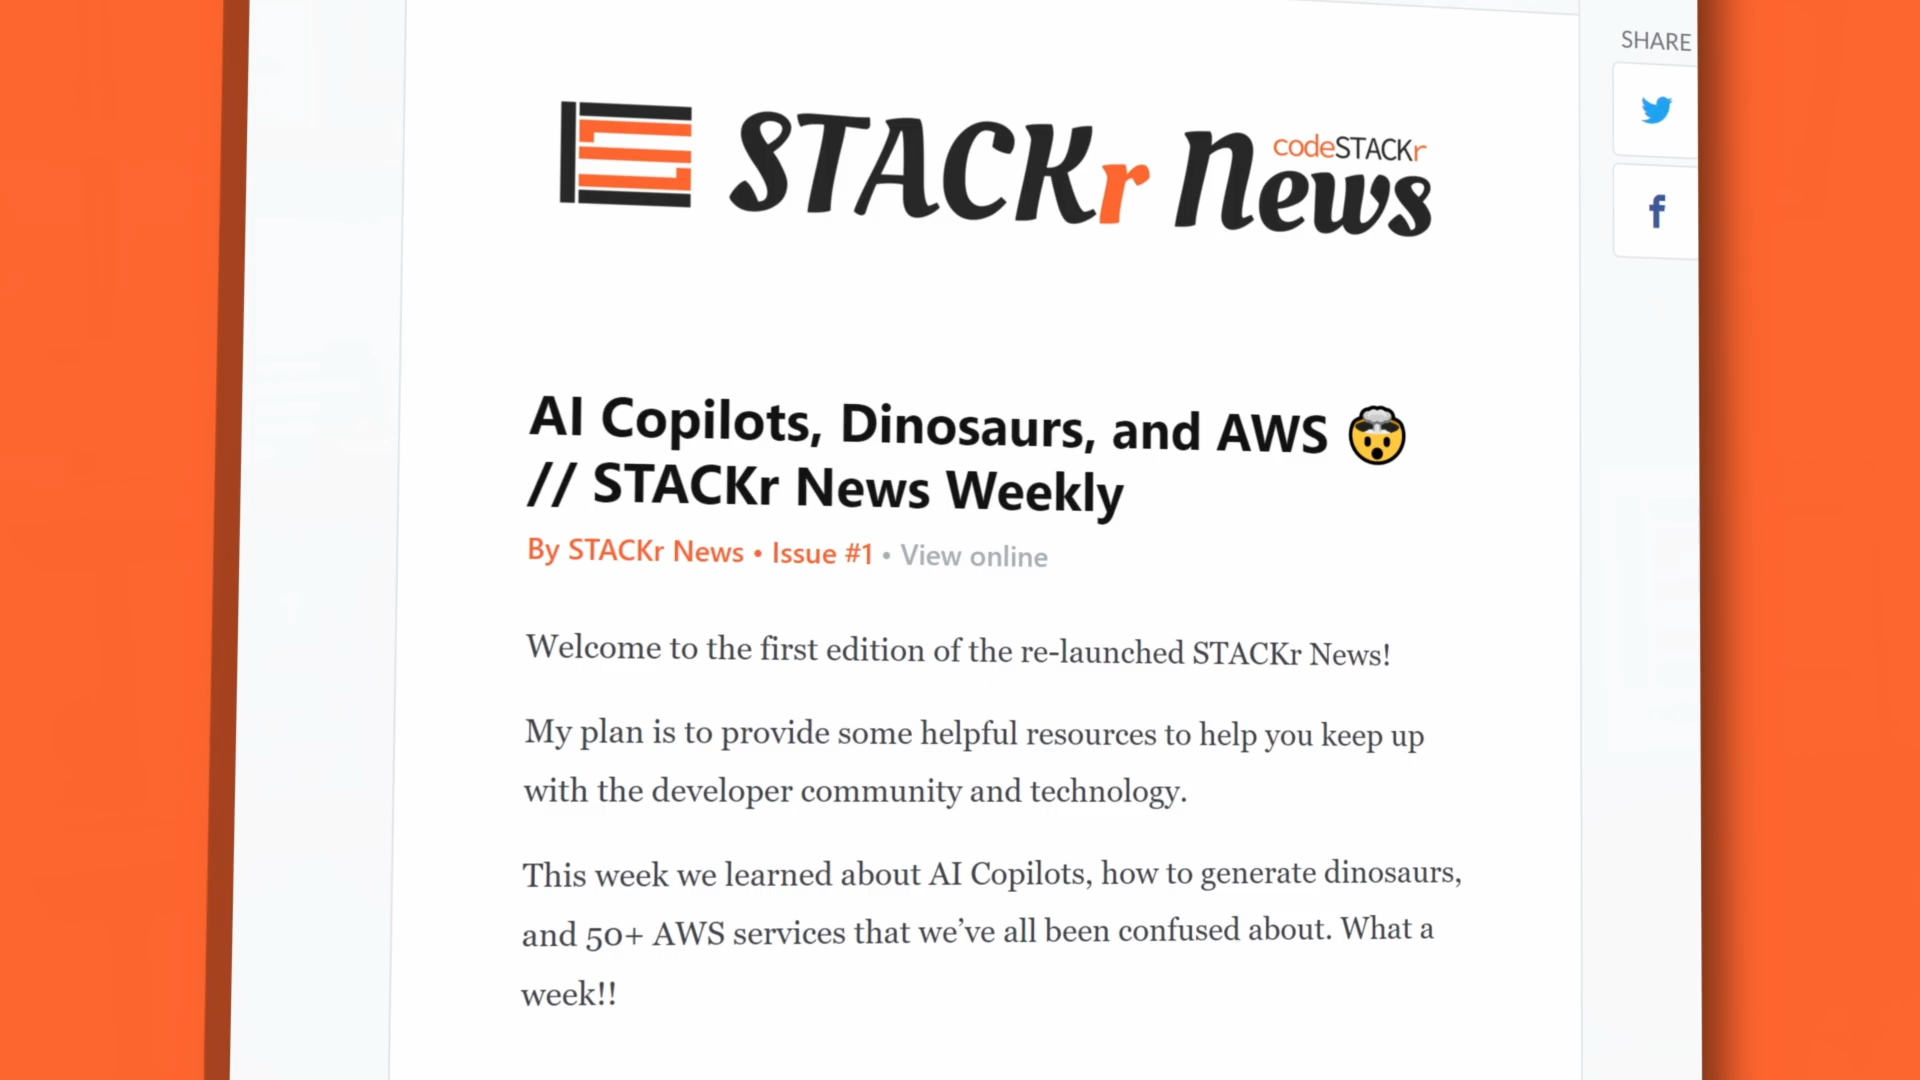 SHARE
STACKr News
codeSTACKr
AI Copilots, Dinosaurs, and AWS 🤯
// STACKr News Weekly
By STACKr News • Issue #1 • View online
Welcome to the first edition of the re-launched STACKr News!
My plan is to provide some helpful resources to help you keep up
with the developer community and technology.
This week we learned about AI Copilots, how to generate dinosaurs,
and 50+ AWS services that we’ve all been confused about. What a
week!!